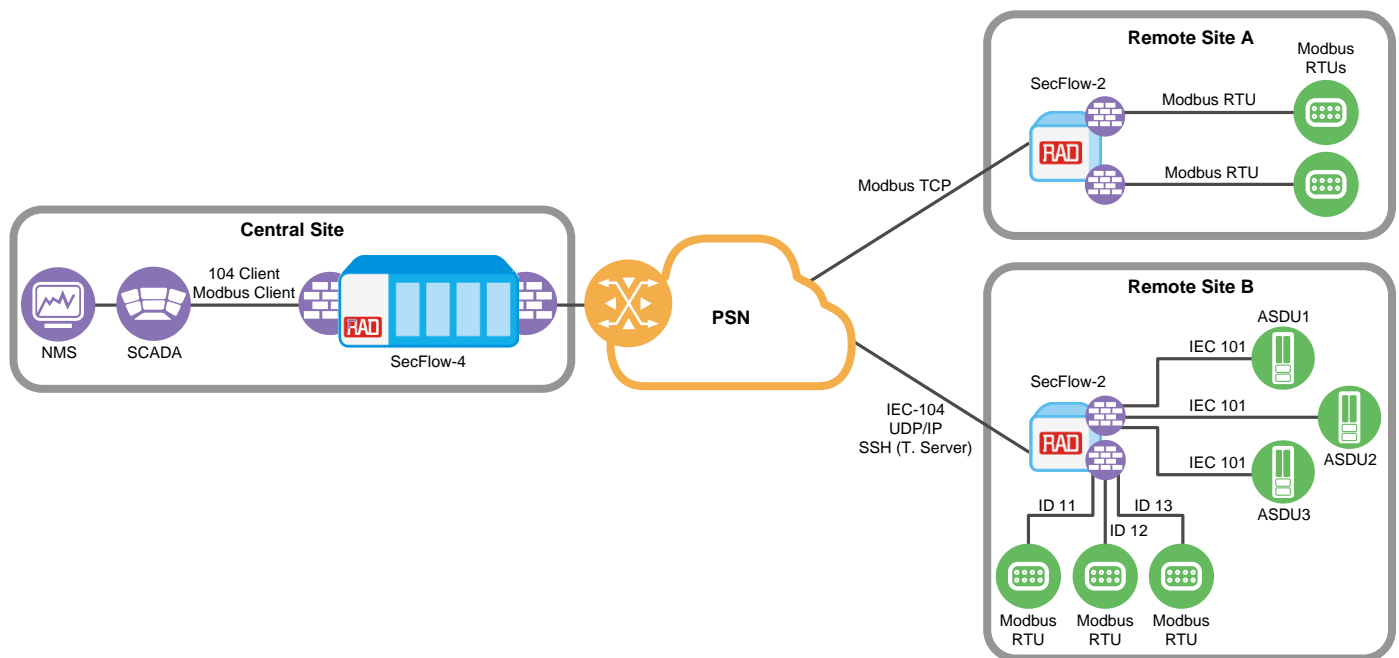 Central Site
104 Client
Modbus Client
RAD
NMS
SCADA
SecFlow-4
PSN
Modbus TCP
IEC-104
UDP/IP
SSH (T. Server)
Remote Site A
SecFlow-2
RAD
Modbus RTU
Modbus RTU
Modbus
RTUs
Remote Site B
SecFlow-2
RAD
IEC 101
ASDU1
IEC 101
ASDU2
IEC 101
ASDU3
ID 11
ID 12
ID 13
Modbus
RTU
Modbus
RTU
Modbus
RTU